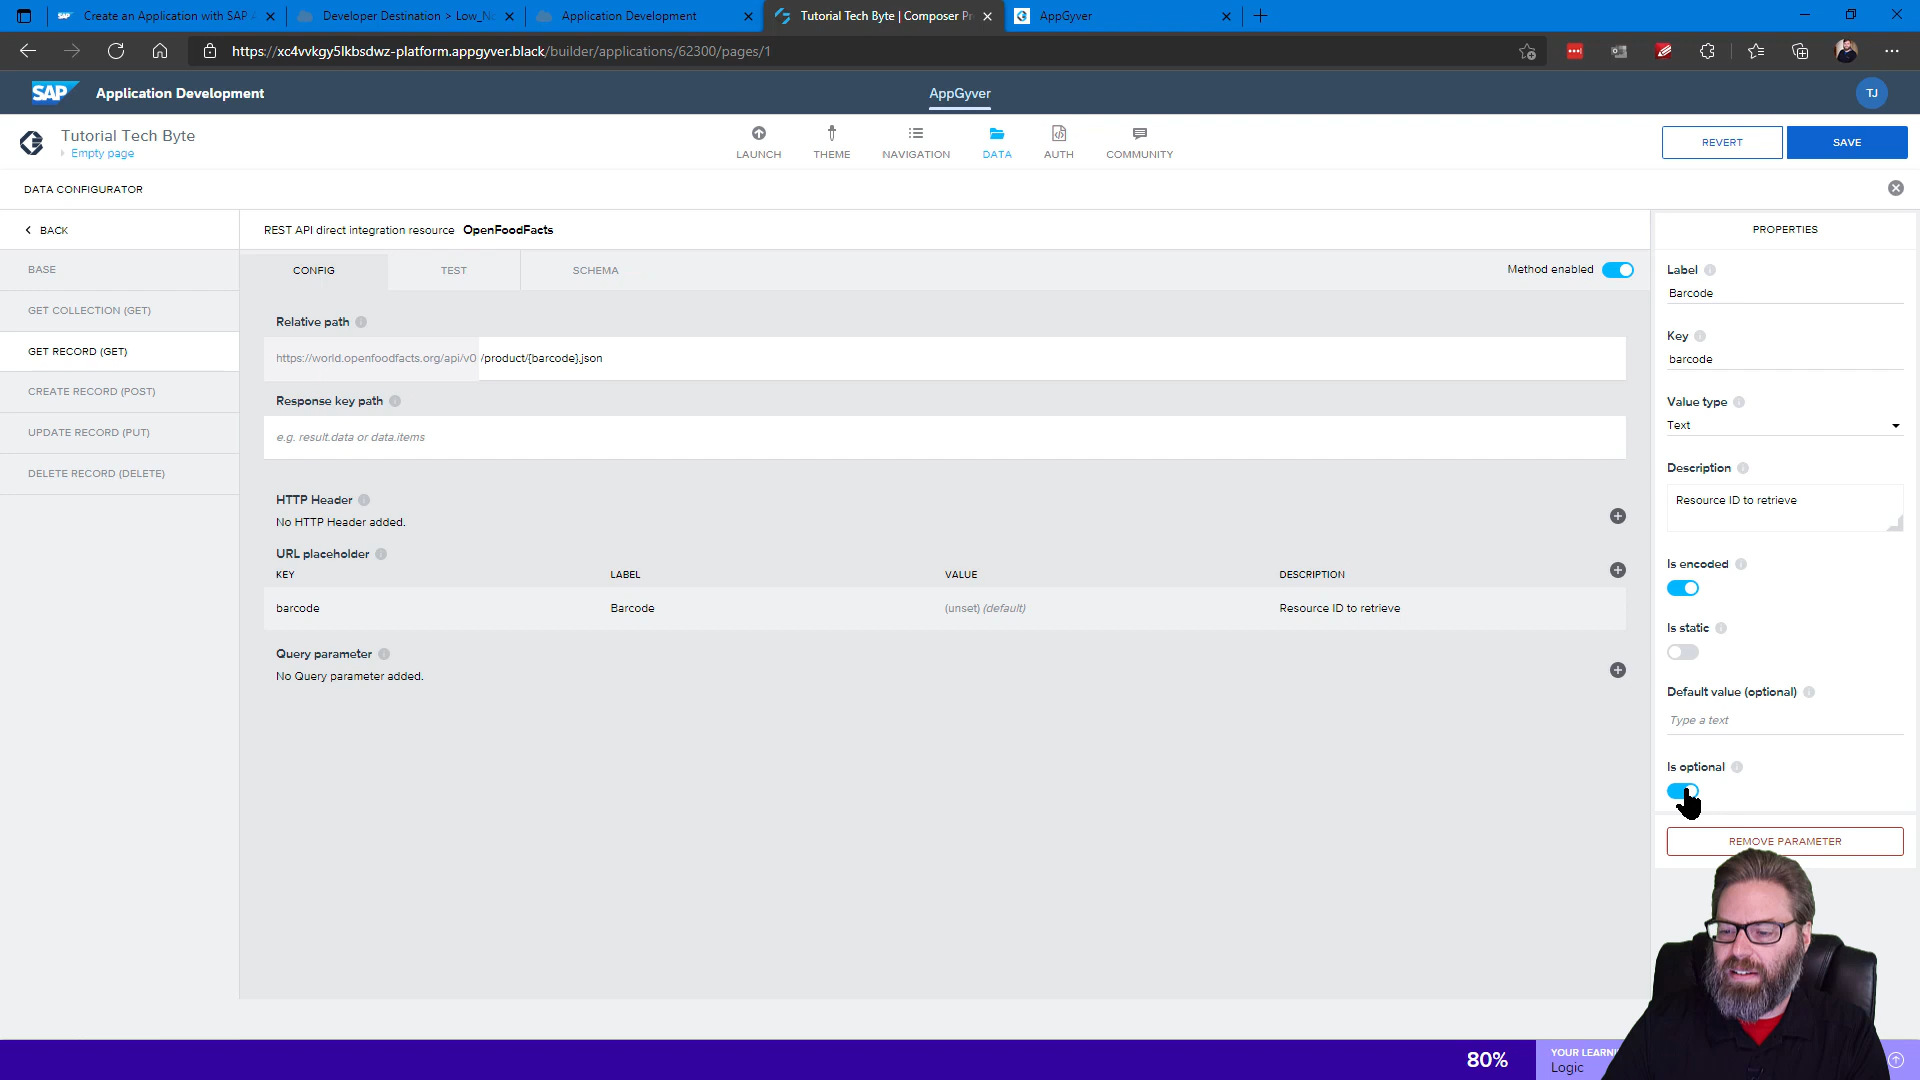 Create an Application with SAP
Developer Destination > Low_No
Application Development
Tutorial Tech Byte | Composer Pr
AppGyver
https://xc4vvkgy5lkbsdwz-platform.appgyver.black/builder/applications/62300/pages/1
SAP
Application Development
AppGyver
TJ
Tutorial Tech Byte
Empty page
LAUNCH
THEME
NAVIGATION
DATA
AUTH
COMMUNITY
REVERT
SAVE
DATA CONFIGURATOR
BACK
REST API direct integration resource OpenFoodFacts
PROPERTIES
BASE
GET COLLECTION (GET)
GET RECORD (GET)
CREATE RECORD (POST)
UPDATE RECORD (PUT)
DELETE RECORD (DELETE)
CONFIG
TEST
SCHEMA
Method enabled
Relative path
https://world.openfoodfacts.org/api/v0 /product/{barcode}.json
Response key path
e.g. result.data or data.items
HTTP Header
No HTTP Header added.
URL placeholder
KEY LABEL VALUE DESCRIPTION
barcode Barcode (unset) (default) Resource ID to retrieve
Query parameter
No Query parameter added.
Label
Barcode
Key
barcode
Value type
Text
Description
Resource ID to retrieve
Is encoded
Is static
Default value (optional)
Type a text
Is optional
REMOVE PARAMETER
80%
YOUR
Logic